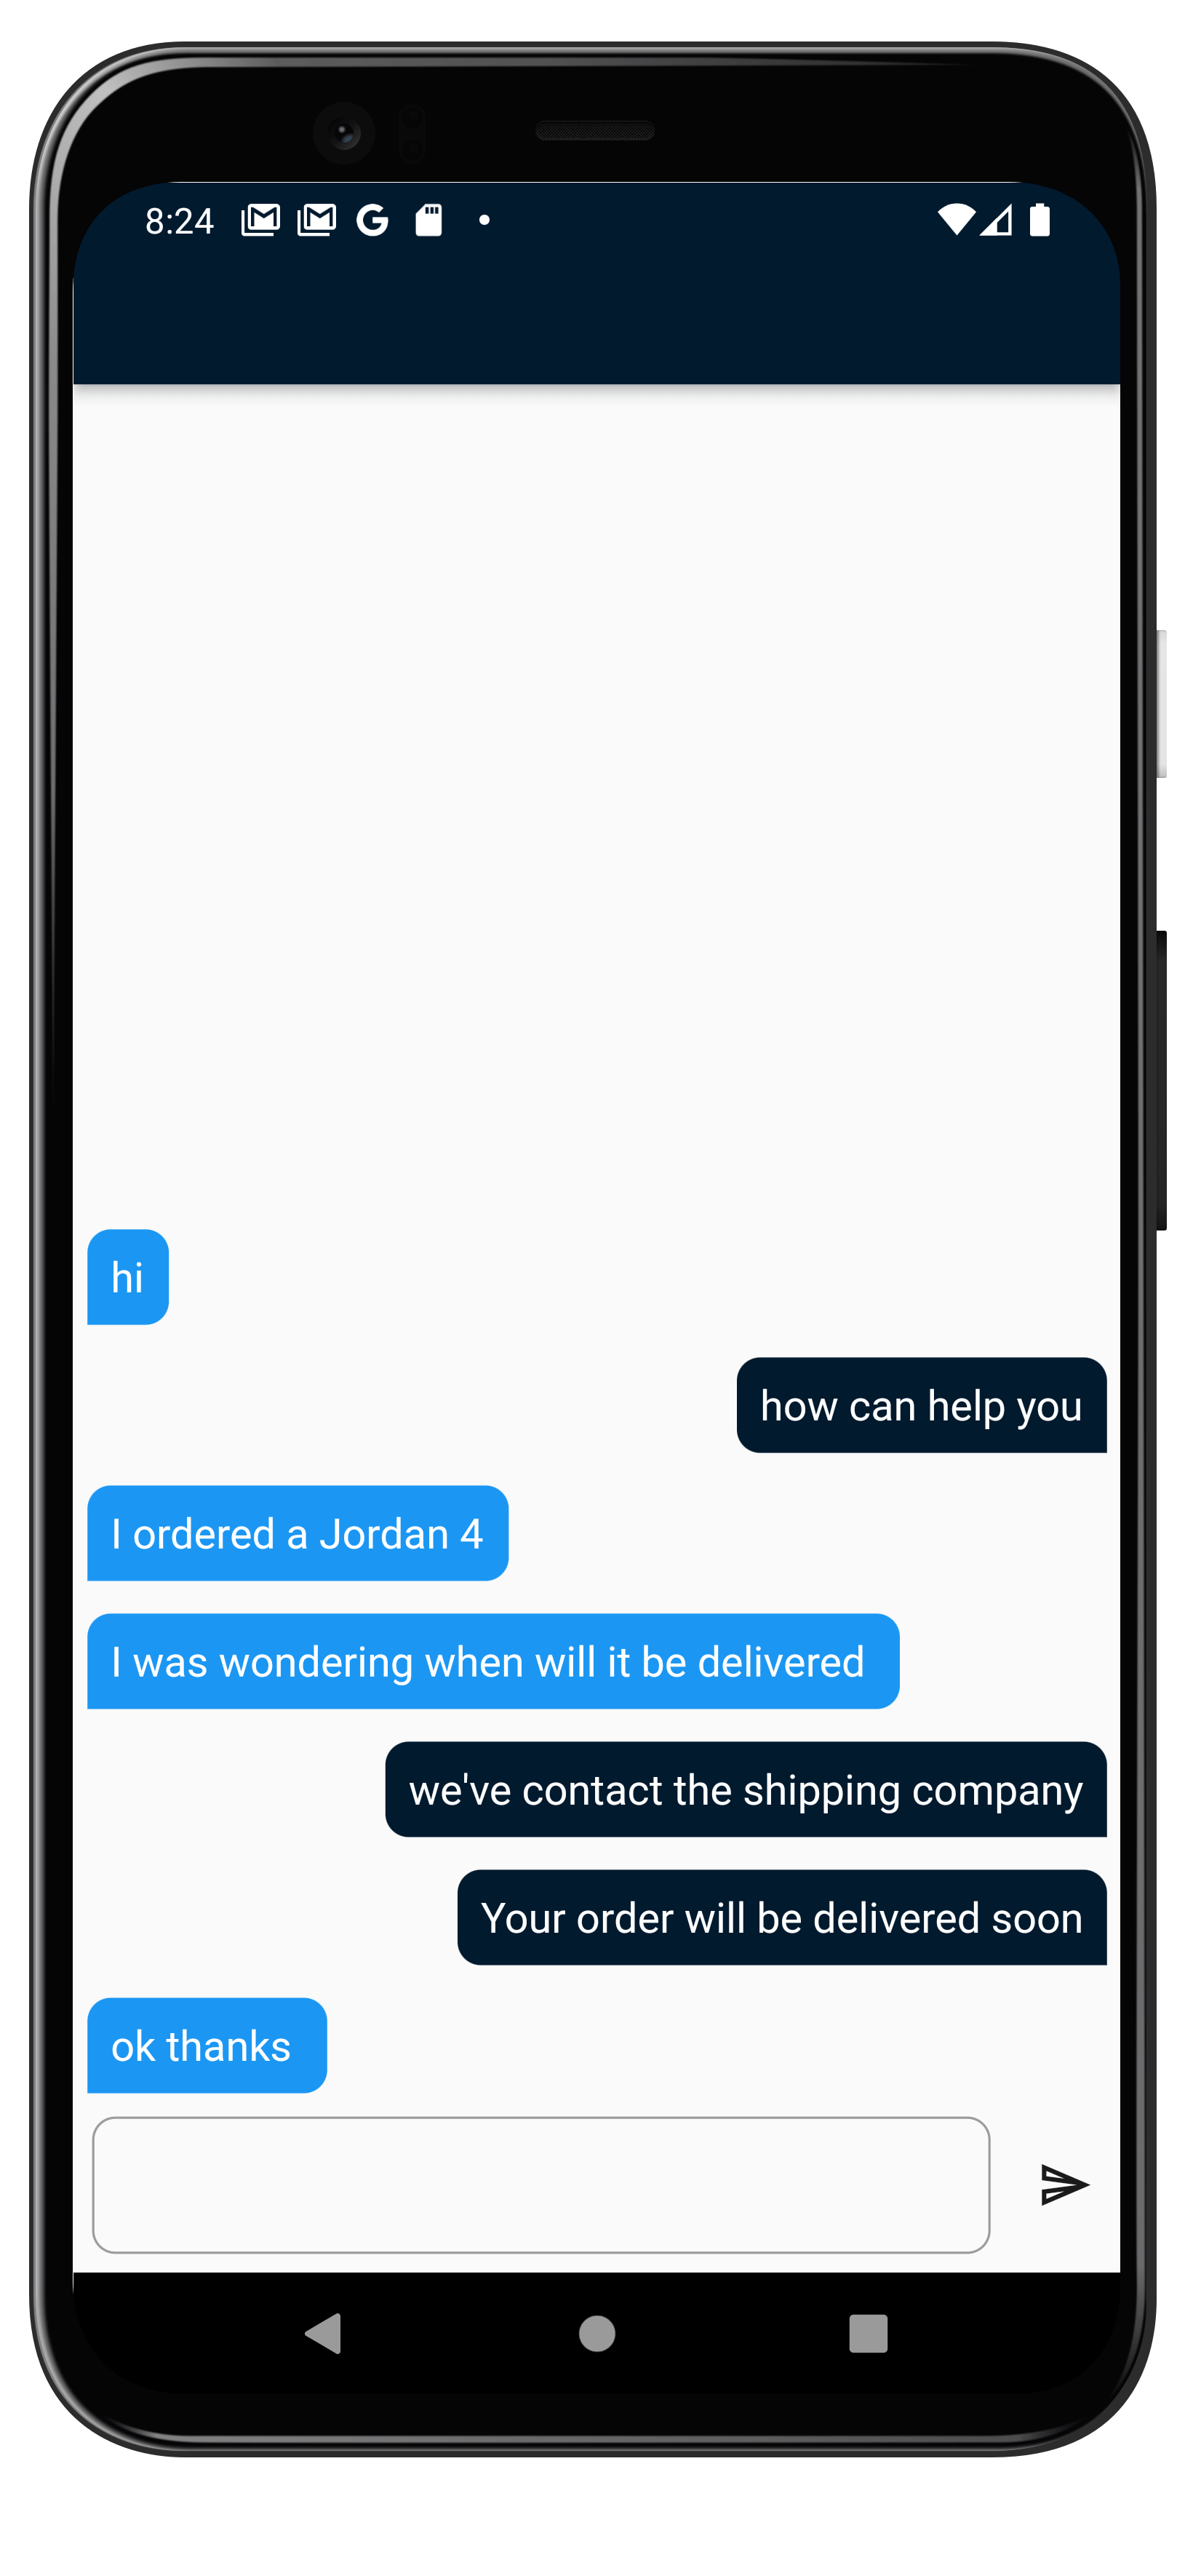 8:24
hi
how can help you
I ordered a Jordan 4
I was wondering when will it be delivered
we've contact the shipping company
Your order will be delivered soon
ok thanks